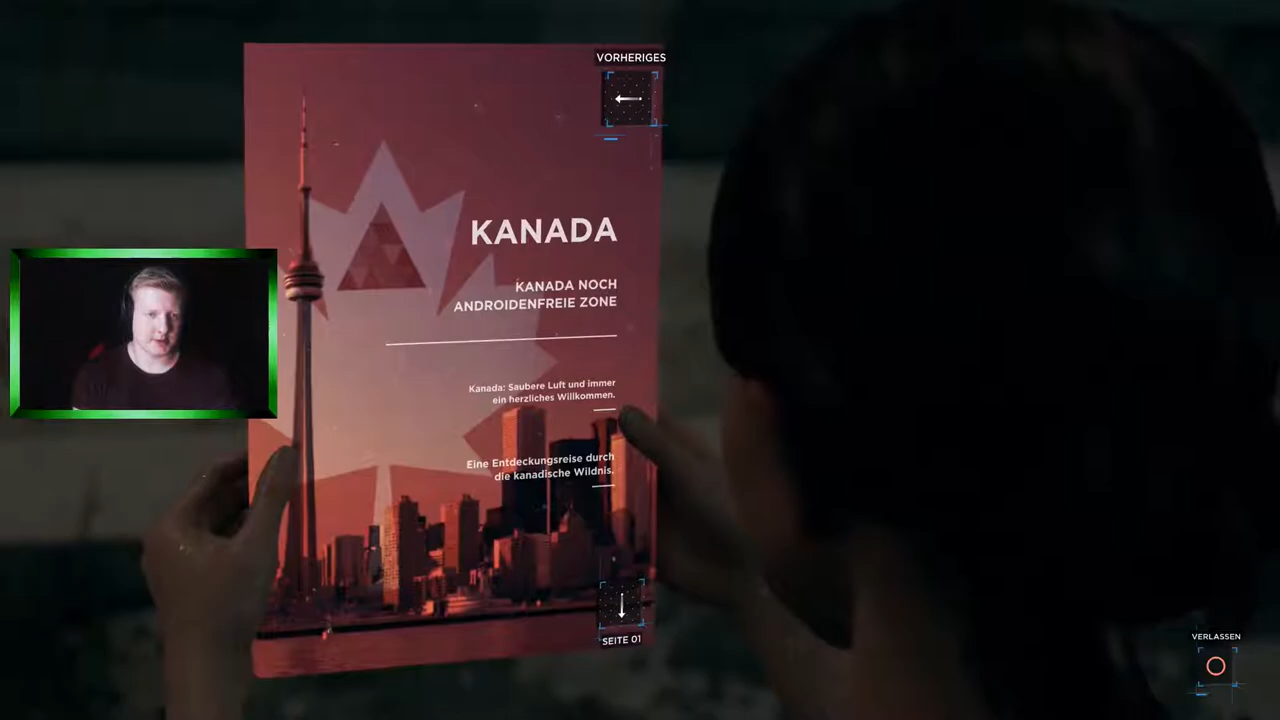 VORHERIGES
KANADA
KANADA NOCH
ANDROIDENFREIE ZONE
Kanada: Saubere Luft und immer
ein herzliches Willkommen.
Eine Entdeckungsreise durch
die kanadische Wildnis.
SEITE 01
VERLASSEN